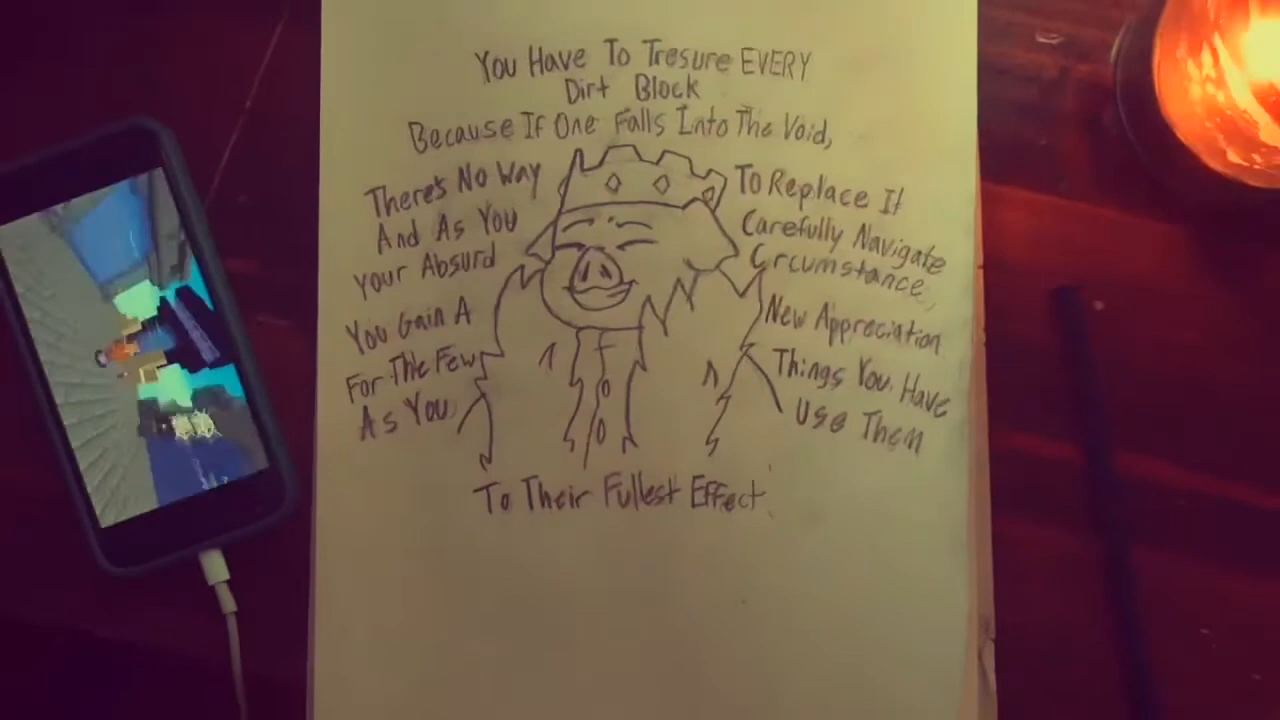 You Have To Tresure EVERY
Dirt Block
Because If One Falls Into The Void,
There's No Way To Replace It
And As You Carefully Navigate
Your Absurd Crcumstance,
You Gain A New Appreciation
For The Few Things You Have
As You Use Them
To Their Fullest Effect